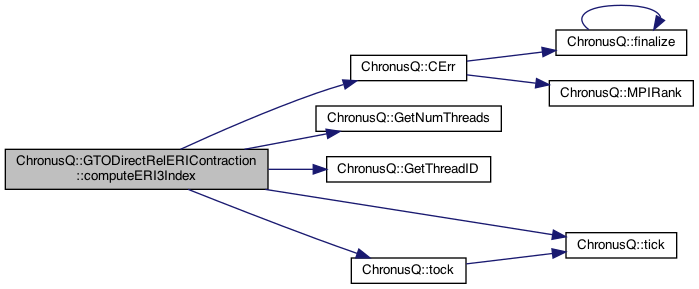 ChronusQ::finalize
ChronusQ::CErr
ChronusQ::MPIRank
ChronusQ::GetNumThreads
ChronusQ::GTODirectRelERIContraction
::computeERI3Index
ChronusQ::GetThreadID
ChronusQ::tick
ChronusQ::tock